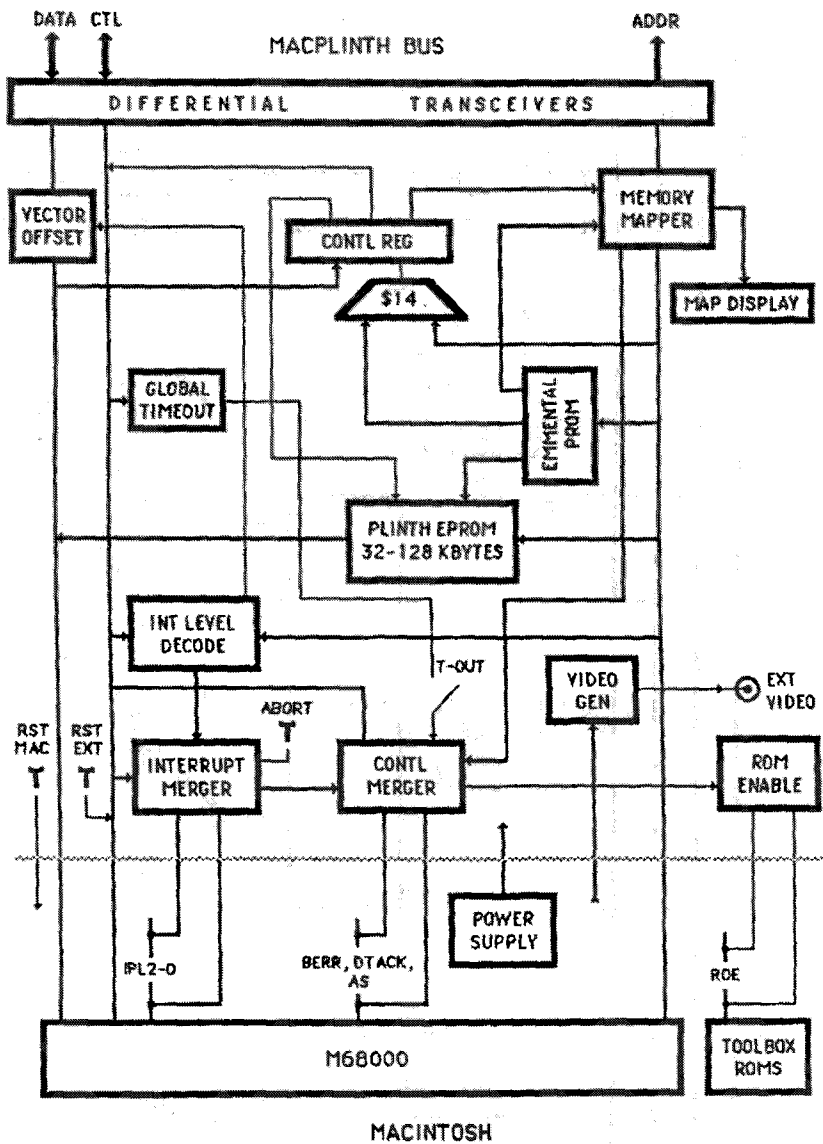 DATA CTL
ADDR
MACPLINTH BUS
DIFFERENTIAL TRANSCEIVERS
VECTOR
OFFSET
CONTL REG
MEMORY
MAPPER
$14
MAP DISPLAY
GLOBAL
TIMEOUT
EMMENTAL
PROM
PLINTH EPROM
32-128 KBYTES
INT LEVEL
DECODE
T-OUT
VIDEO
GEN
EXT
VIDEO
RST
MAC
RST
EXT
ABORT
INTERRUPT
MERGER
CONTL
MERGER
ROM
ENABLE
POWER
SUPPLY
IPL2-0
BERR, DTACK,
AS
ROE
M68000
TOOLBOX
ROMS
MACINTOSH